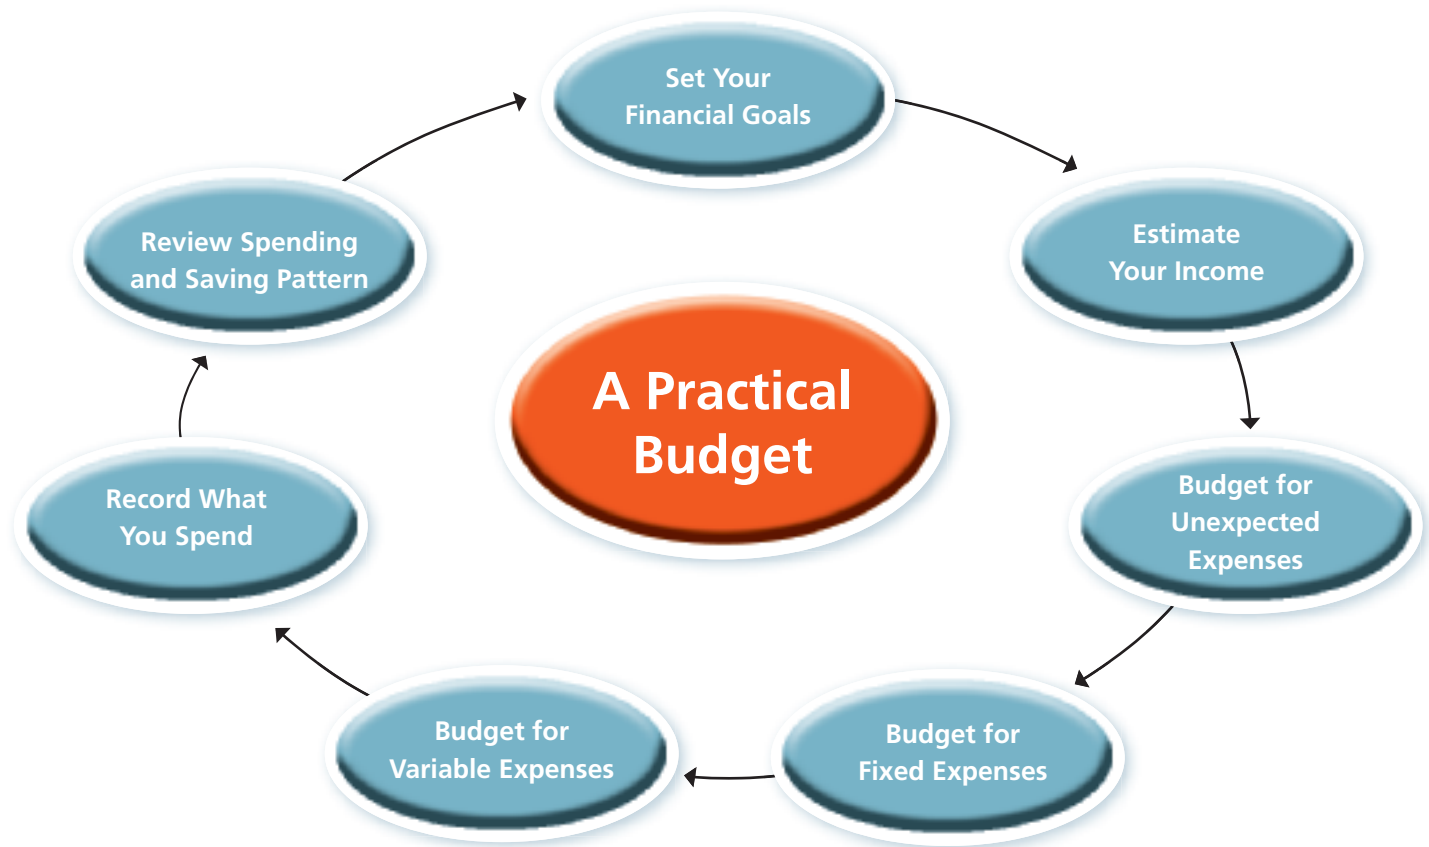 Set Your
Financial Goals
Estimate
Your Income
Budget for
Unexpected
Expenses
Budget for
Fixed Expenses
Budget for
Variable Expenses
Record What
You Spend
Review Spending
and Saving Pattern
A Practical
Budget